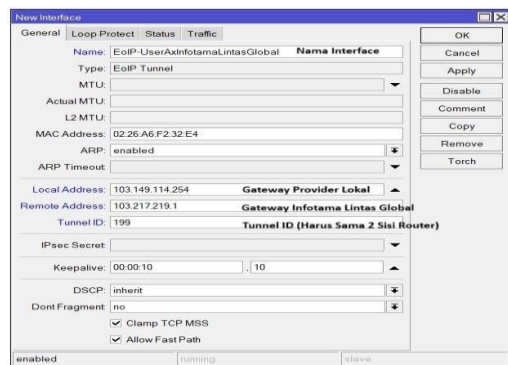 New Interface
General Loop Protect Status Traffic
OK
Name: EoIP-UserAxInfotamaLintasGlobal Nama Interface
Cancel
Type: EoIP Tunnel
Apply
MTU:
Disable
Actual MTU:
Comment
L2 MTU:
Copy
MAC Address: 02:26:A6:F2:32:E4
Remove
ARP: enabled
Torch
ARP Timeout:
Local Address: 103.149.114.254 Gateway Provider Lokal
Remote Address: 103.217.219.1 Gateway Infotama Lintas Global
Tunnel ID: 199 Tunnel ID (Harus Sama 2 Sisi Router)
IPsec Secret:
Keepalive: 00:00:10 , 10
DSCP: inherit
Dont Fragment: no
Clamp TCP MSS
Allow Fast Path
enabled running slave